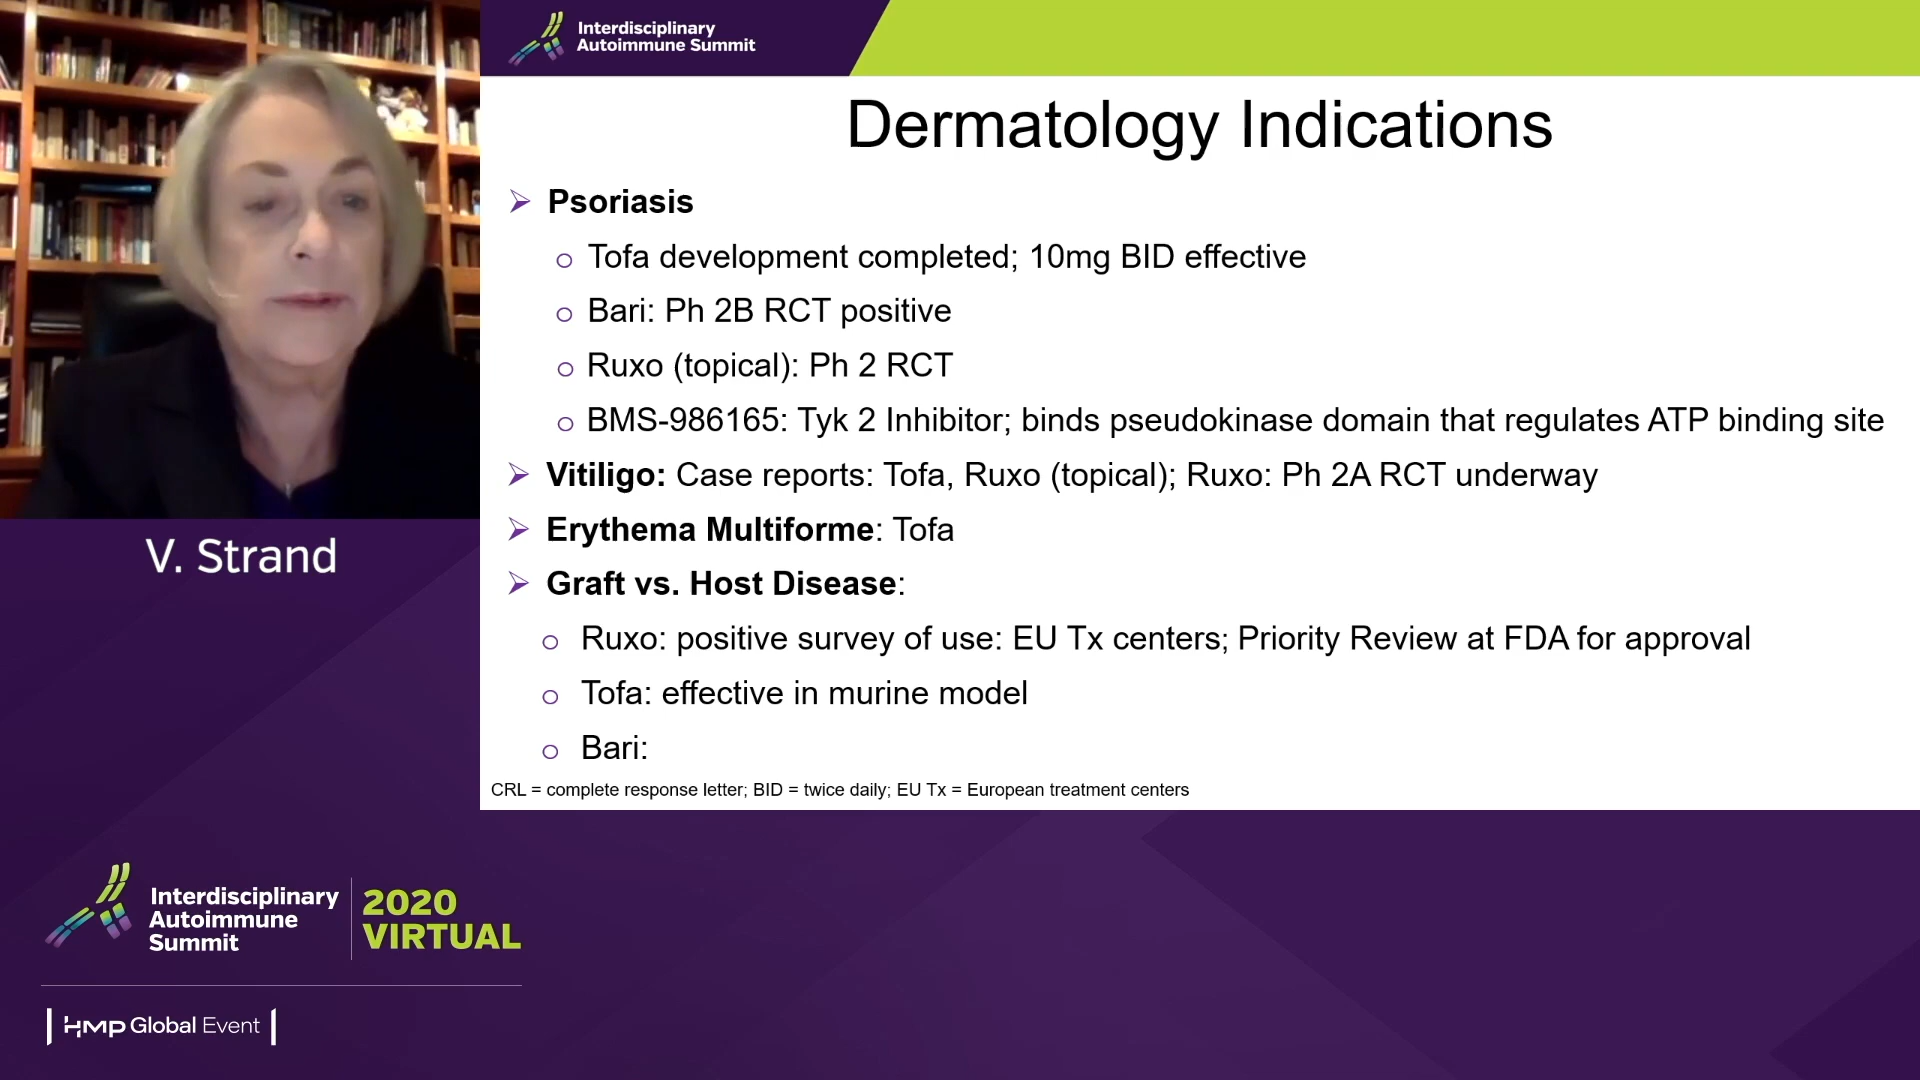 Interdisciplinary
Autoimmune Summit
Dermatology Indications
Psoriasis
Tofa development completed; 10mg BID effective
Bari: Ph 2B RCT positive
Ruxo (topical): Ph 2 RCT
BMS-986165: Tyk 2 Inhibitor; binds pseudokinase domain that regulates ATP binding site
Vitiligo: Case reports: Tofa, Ruxo (topical); Ruxo: Ph 2A RCT underway
Erythema Multiforme: Tofa
Graft vs. Host Disease:
Ruxo: positive survey of use: EU Tx centers; Priority Review at FDA for approval
Tofa: effective in murine model
Bari:
CRL = complete response letter; BID = twice daily; EU Tx = European treatment centers
V. Strand
Interdisciplinary
Autoimmune
Summit
2020
VIRTUAL
HMP Global Event